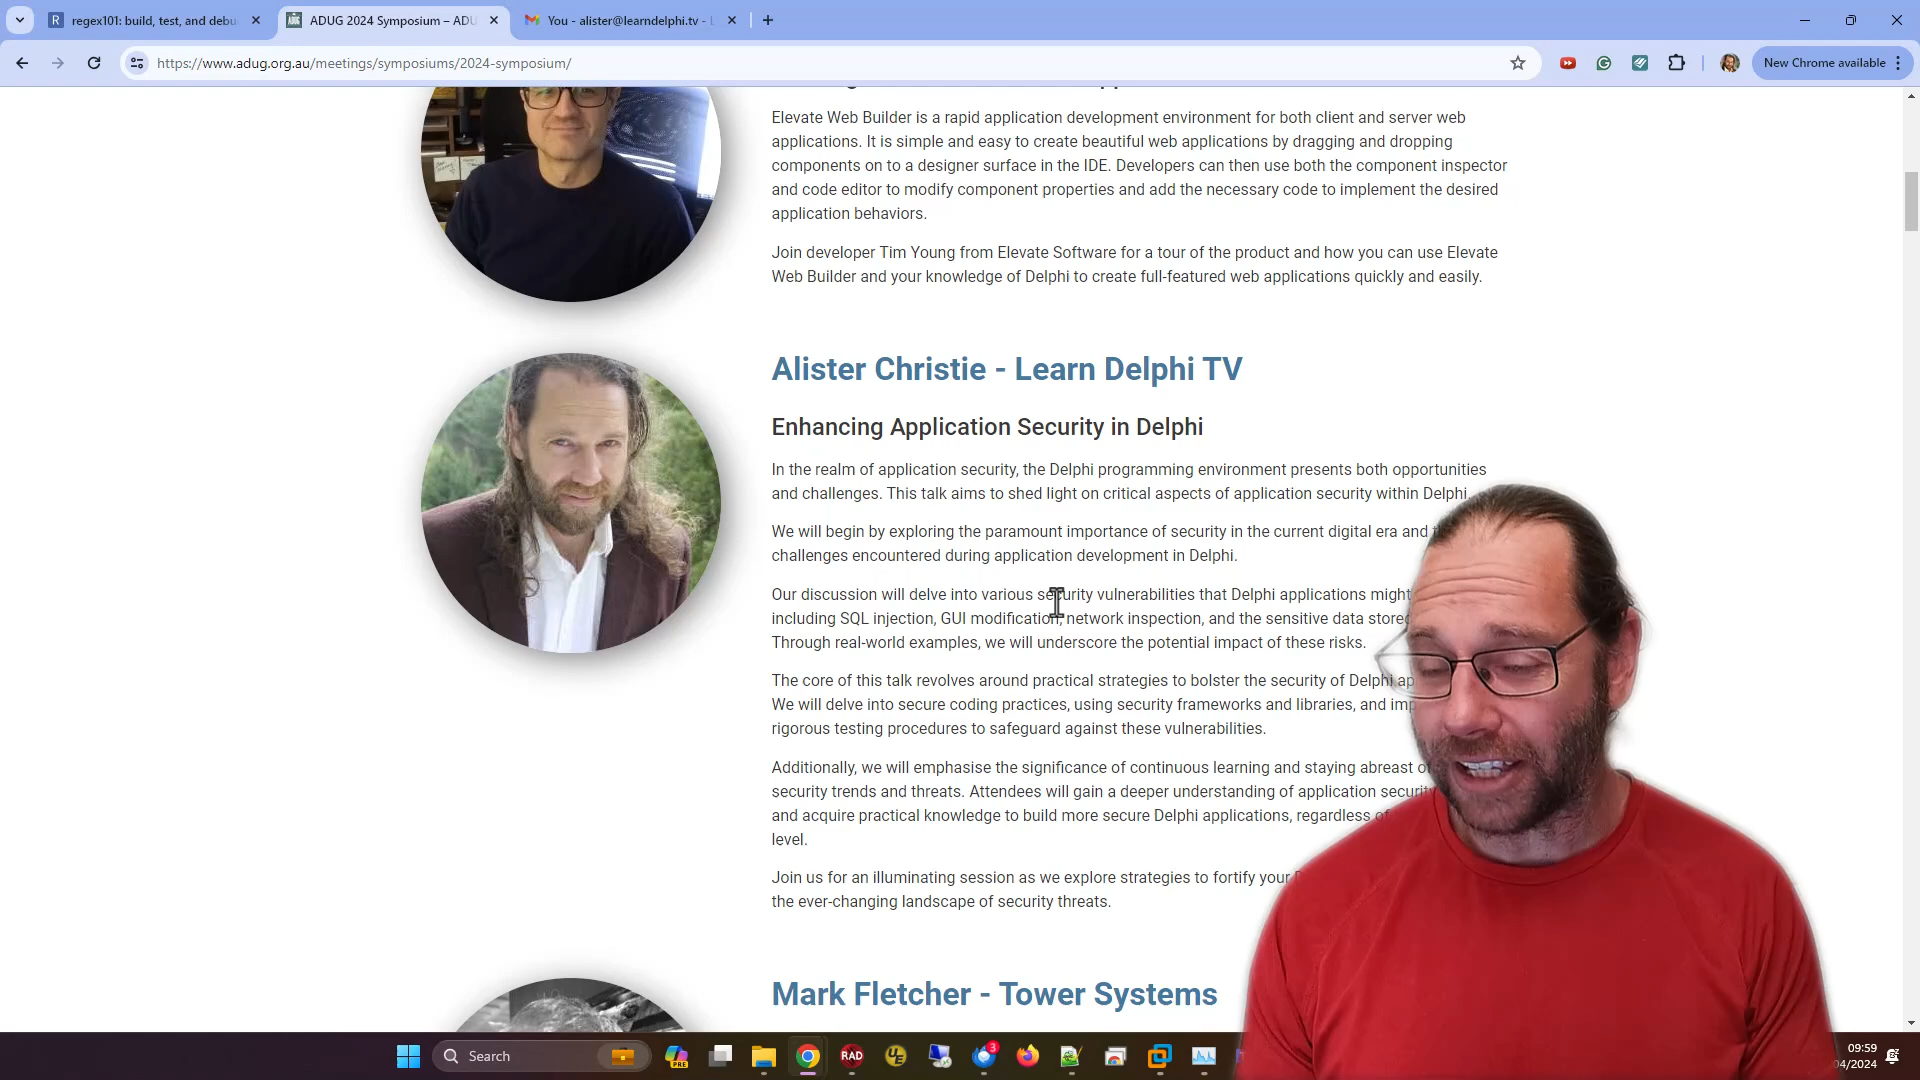 regex101: build, test, and debu
ADUG 2024 Symposium – ADU
You - alister@learndelphi.tv - L
https://www.adug.org.au/meetings/symposiums/2024-symposium/
New Chrome available
Elevate Web Builder is a rapid application development environment for both client and server web
applications. It is simple and easy to create beautiful web applications by dragging and dropping
components on to a designer surface in the IDE. Developers can then use both the component inspector
and code editor to modify component properties and add the necessary code to implement the desired
application behaviors.
Join developer Tim Young from Elevate Software for a tour of the product and how you can use Elevate
Web Builder and your knowledge of Delphi to create full-featured web applications quickly and easily.
Alister Christie - Learn Delphi TV
Enhancing Application Security in Delphi
In the realm of application security, the Delphi programming environment presents both opportunities
and challenges. This talk aims to shed light on critical aspects of application security within Delphi.
We will begin by exploring the paramount importance of security in the current digital era and
challenges encountered during application development in Delphi.
Our discussion will delve into various security vulnerabilities that Delphi applications might
including SQL injection, GUI modification, network inspection, and the sensitive data stored
Through real-world examples, we will underscore the potential impact of these risks.
The core of this talk revolves around practical strategies to bolster the security of Delphi ap
We will delve into secure coding practices, using security frameworks and libraries, and imp
rigorous testing procedures to safeguard against these vulnerabilities.
Additionally, we will emphasise the significance of continuous learning and staying abreast o
security trends and threats. Attendees will gain a deeper understanding of application security
and acquire practical knowledge to build more secure Delphi applications, regardless of
level.
Join us for an illuminating session as we explore strategies to fortify your
the ever-changing landscape of security threats.
Mark Fletcher - Tower Systems
Search
PRE
RAD
UE
3
09:59
04/2024